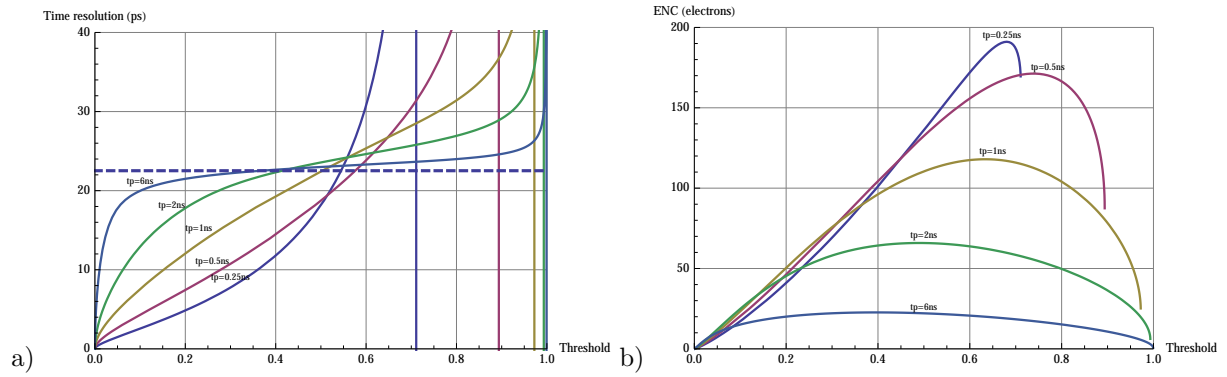 Time resolution (ps)
40
30
20
10
0
tp=6ns
tp=2ns
tp=1ns
tp=0.5ns
tp=0.25ns
0.0 0.2 0.4 0.6 0.8 1.0
Threshold
a)
ENC (electrons)
200
150
100
50
0
tp=0.25ns
tp=0.5ns
tp=1ns
tp=2ns
tp=6ns
0.0 0.2 0.4 0.6 0.8 1.0
Threshold
b)